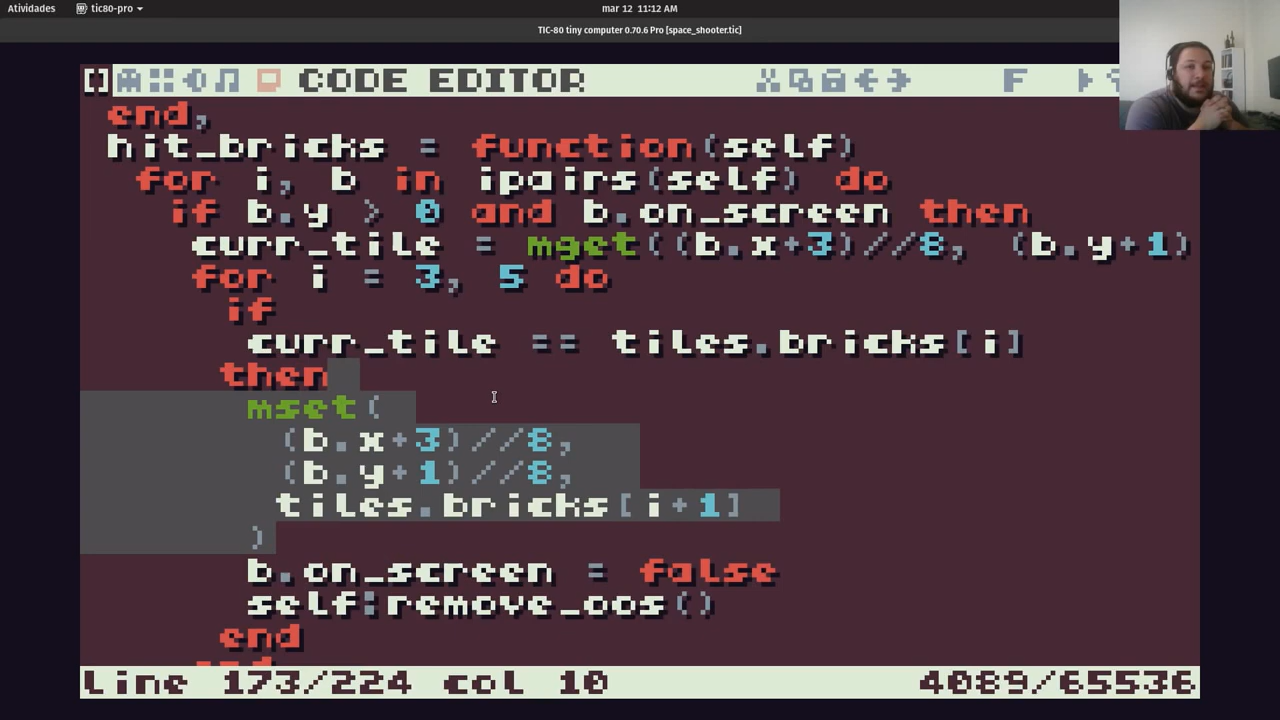 Atividades tic80-pro mar 12 11:12 AM
TIC-80 tiny computer 0.70.6 Pro [space_shooter.tic]
CODE EDITOR F
end,
hit_bricks = function(self)
for i, b in ipairs(self) do
if b.y > 0 and b.on_screen then
curr_tile = mget((b.x+3)//8, (b.y+1)
for i = 3, 5 do
if
curr_tile == tiles.bricks[i]
then
mset(
(b.x+3)//8,
(b.y+1)//8,
tiles.bricks[i+1]
)
b.on_screen = false
self:remove_oos()
end
end
line 173/224 col 10 4089/65536